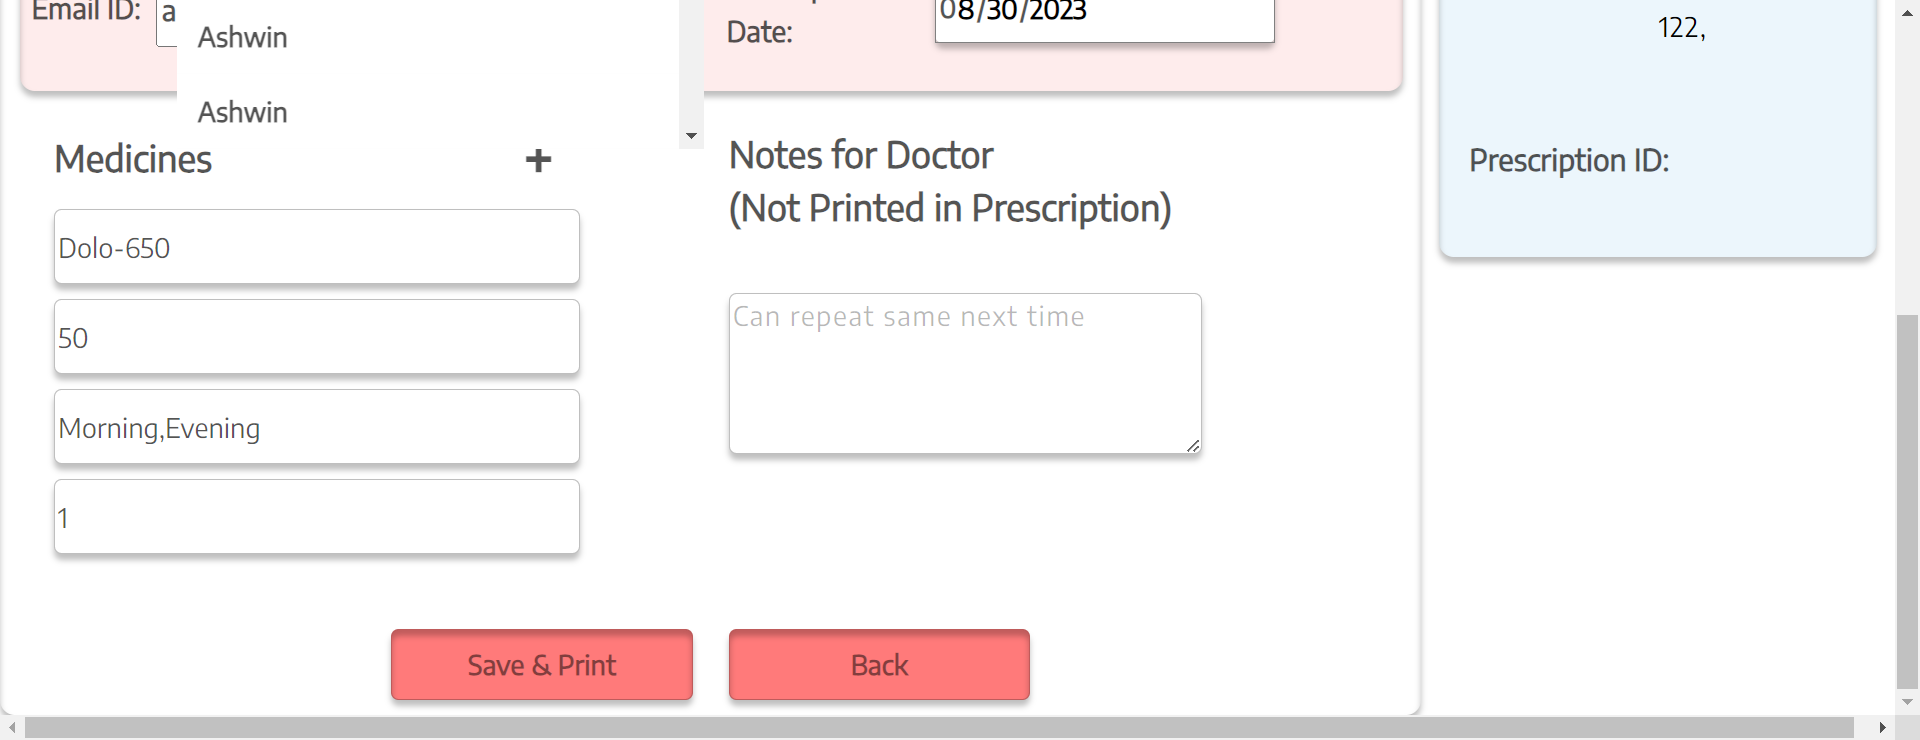 Email ID:
a
Ashwin
Ashwin
Date:
08/30/2023
122,
Prescription ID:
Medicines +
Dolo-650
50
Morning,Evening
1
Notes for Doctor
(Not Printed in Prescription)
Can repeat same next time
Save & Print
Back